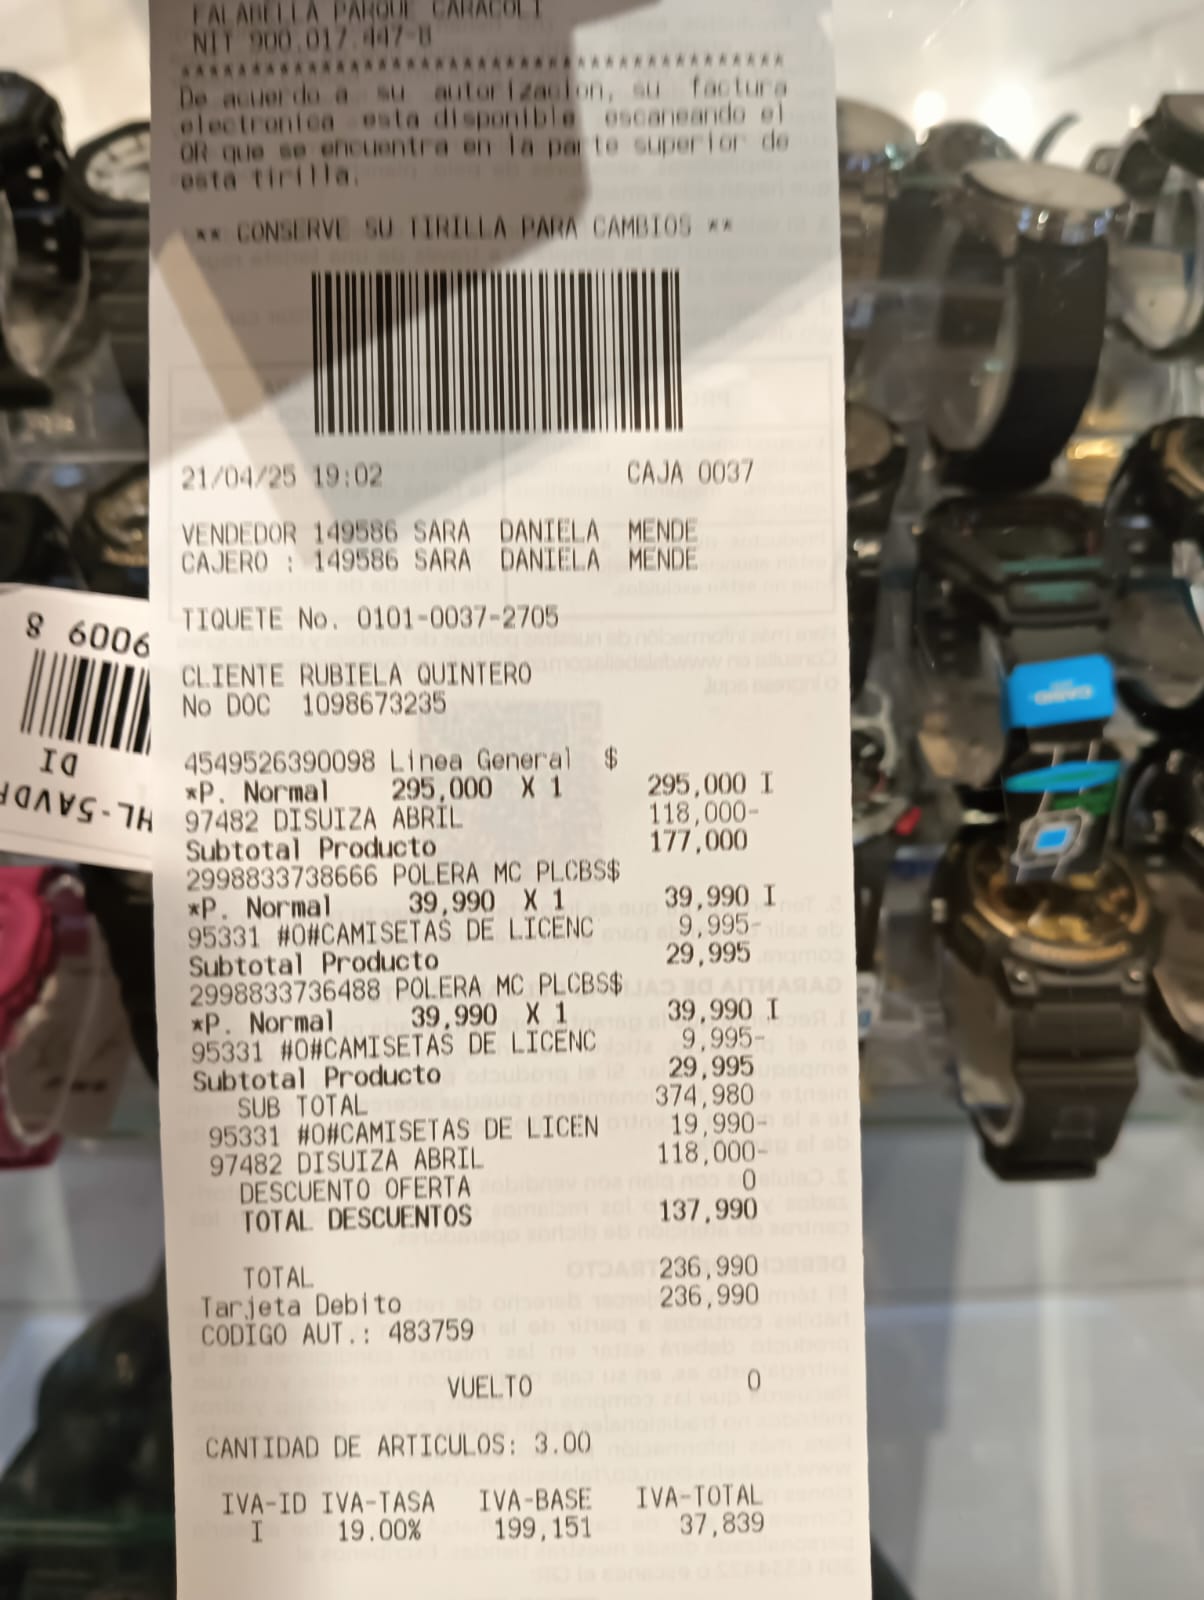 FALABELLA PARQUE CARACOLI
NIT 900.017.447-8
*****************************************
De acuerdo a su autorizacion, su factura
electronica esta disponible escaneando el
QR que se encuentra en la parte superior de
esta tirilla.
** CONSERVE SU TIRILLA PARA CAMBIOS **
21/04/25 19:02 CAJA 0037
VENDEDOR 149586 SARA DANIELA MENDE
CAJERO : 149586 SARA DANIELA MENDE
TIQUETE No. 0101-0037-2705
CLIENTE RUBIELA QUINTERO
No DOC 1098673235
4549526390098 Linea General $
*P. Normal 295,000 X 1 295,000 I
97482 DISUIZA ABRIL 118,000-
Subtotal Producto 177,000
2998833738666 POLERA MC PLCBS$
*P. Normal 39,990 X 1 39,990 I
95331 #O#CAMISETAS DE LICENC 9,995-
Subtotal Producto 29,995
2998833736488 POLERA MC PLCBS$
*P. Normal 39,990 X 1 39,990 I
95331 #O#CAMISETAS DE LICENC 9,995-
Subtotal Producto 29,995
SUB TOTAL 374,980
95331 #O#CAMISETAS DE LICEN 19,990-
97482 DISUIZA ABRIL 118,000-
DESCUENTO OFERTA 0
TOTAL DESCUENTOS 137,990
TOTAL 236,990
Tarjeta Debito 236,990
CODIGO AUT.: 483759
VUELTO 0
CANTIDAD DE ARTICULOS: 3.00
IVA-ID IVA-TASA IVA-BASE IVA-TOTAL
I 19.00% 199,151 37,839
9009 8
DI
HL-5AVDF
CASIO